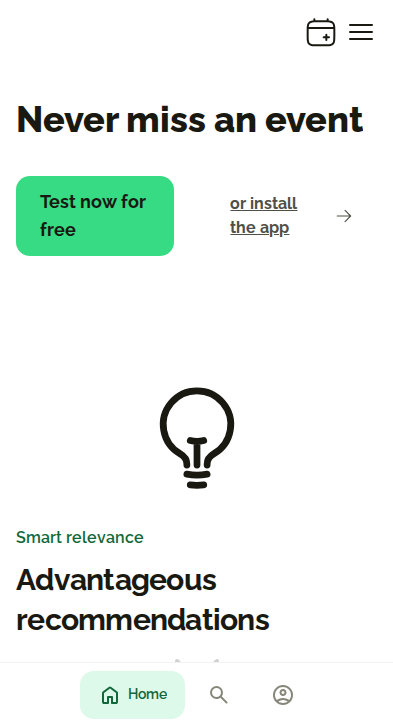 Never miss an event
Test now for
free
or install
the app
Smart relevance
Advantageous
recommendations
Home